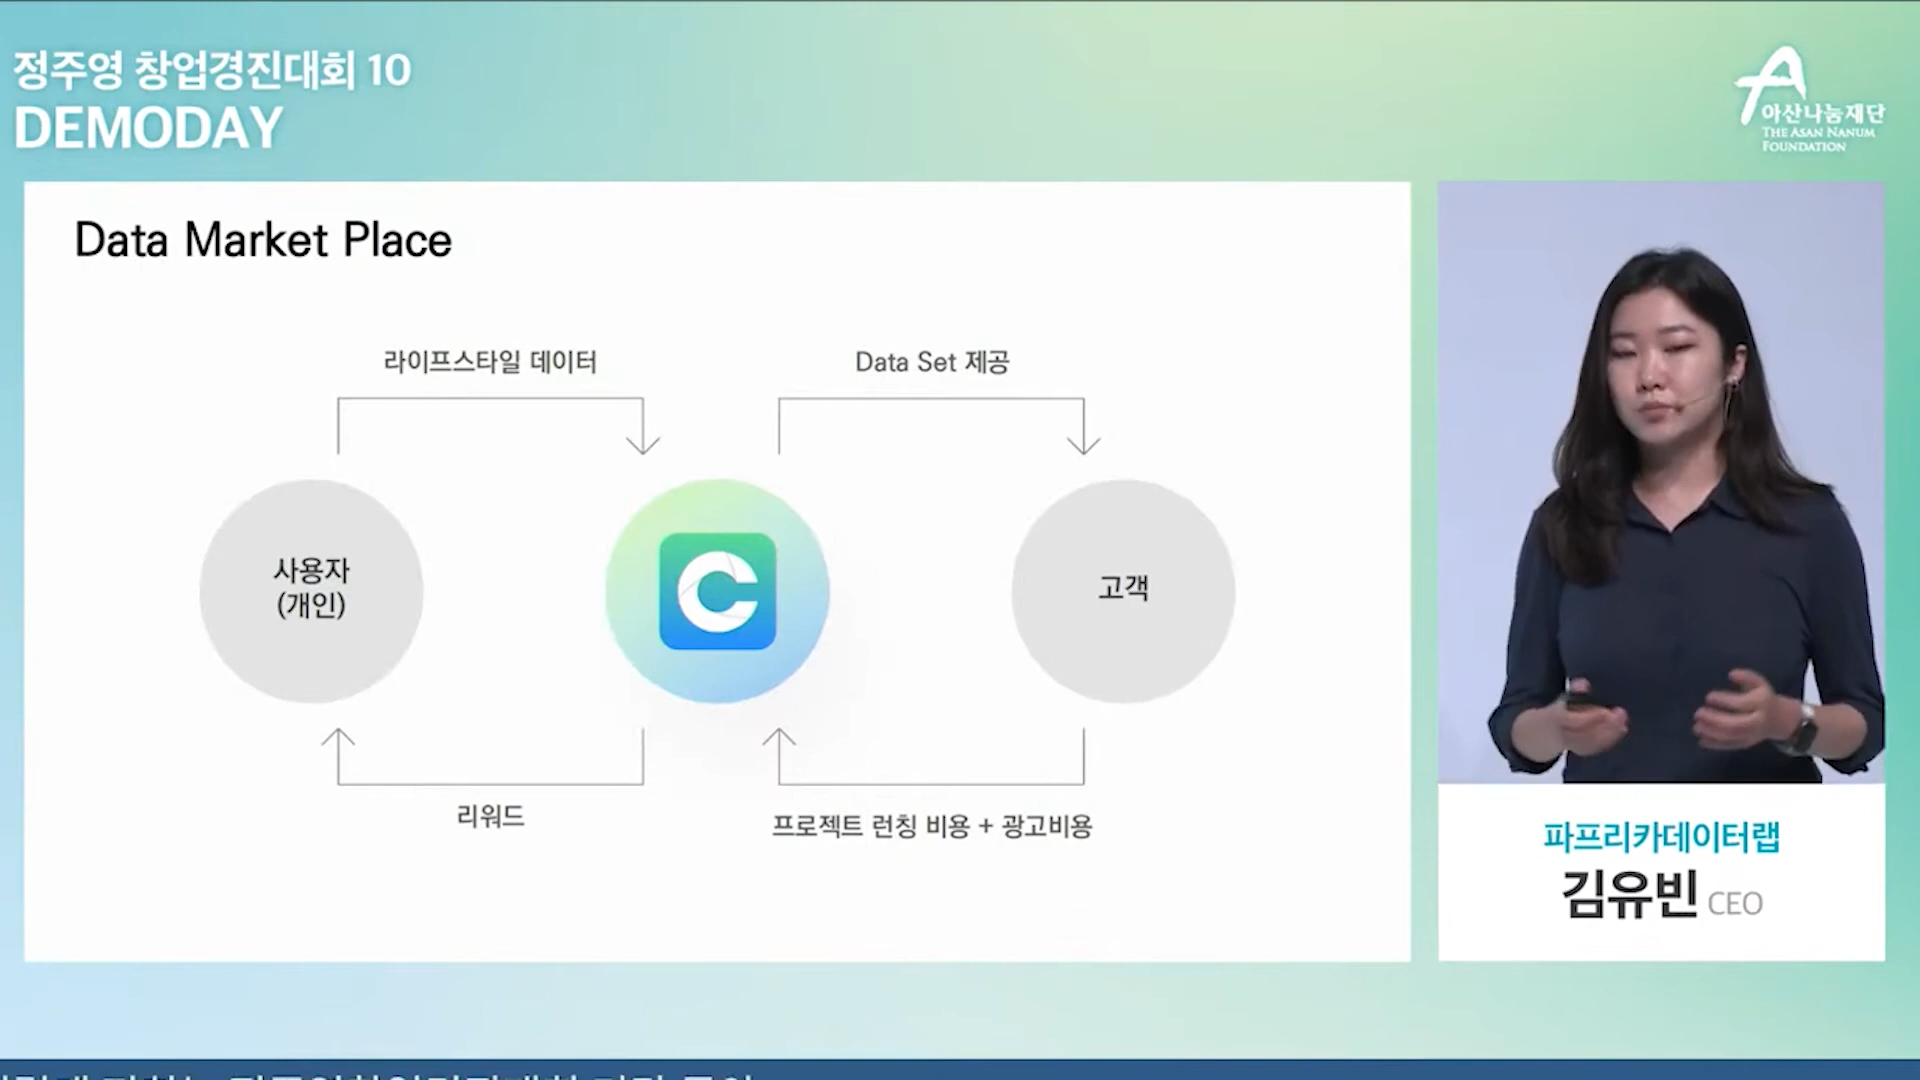 정주영 창업경진대회 10
DEMODAY
아산나눔재단
THE ASAN NANUM
FOUNDATION
Data Market Place
라이프스타일 데이터
Data Set 제공
사용자
(개인)
C
고객
리워드
프로젝트 런칭 비용 + 광고비용
파프리카데이터랩
김유빈 CEO